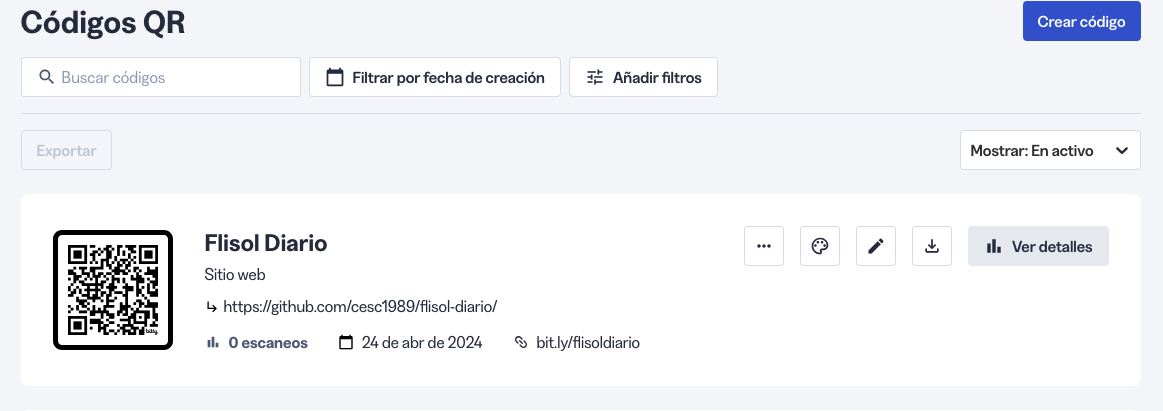 Códigos QR
Crear código
Buscar códigos
Filtrar por fecha de creación
Añadir filtros
Exportar
Mostrar: En activo
Flisol Diario
Ver detalles
Sitio web
https://github.com/cesc1989/flisol-diario/
0 escaneos
24 de abr de 2024
bit.ly/flisoldiario
bitly